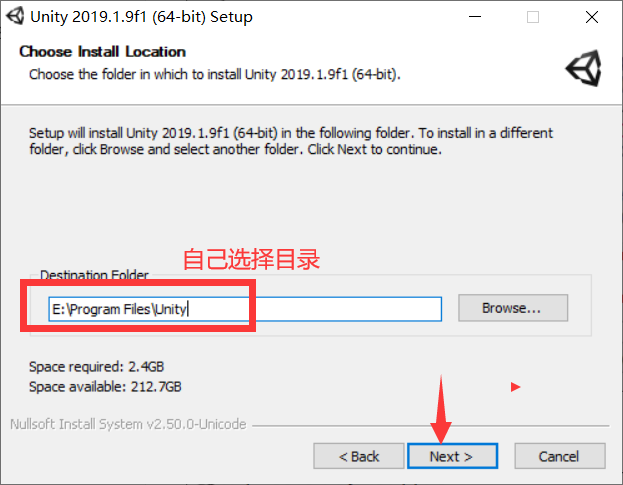 Unity 2019.1.9f1 (64-bit) Setup
Choose Install Location
Choose the folder in which to install Unity 2019.1.9f1 (64-bit).
Setup will install Unity 2019.1.9f1 (64-bit) in the following folder. To install in a different
folder, click Browse and select another folder. Click Next to continue.
自己选择目录
Destination Folder
E:\Program Files\Unity
Browse...
Space required: 2.4GB
Space available: 212.7GB
Nullsoft Install System v2.50.0-Unicode
< Back
Next >
Cancel